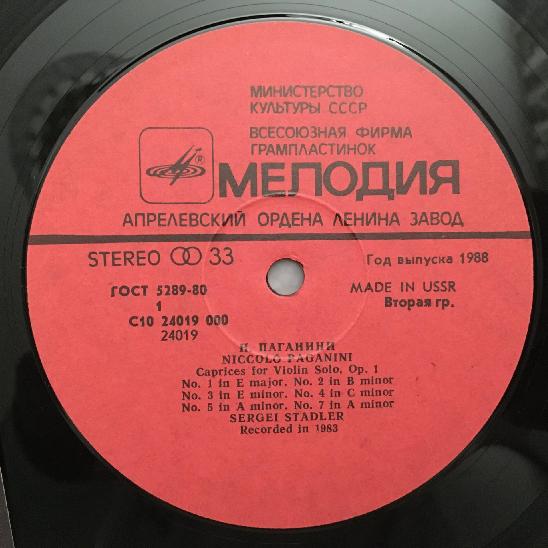 МИНИСТЕРСТВО
КУЛЬТУРЫ СССР
ВСЕСОЮЗНАЯ ФИРМА
ГРАМПЛАСТИНОК
®
МЕЛОДИЯ
АПРЕЛЕВСКИЙ ОРДЕНА ЛЕНИНА ЗАВОД
STEREO 33
Год выпуска 1988
ГОСТ 5289-80
MADE IN USSR
1
Вторая гр.
С10 24019 000
24019
Н. ПАГАНИНИ
NICCOLO PAGANINI
Caprices for Violin Solo, Op. 1
No. 1 in E major. No. 2 in B minor
No. 3 in E minor. No. 4 in C minor
No. 5 in A minor. No. 7 in A minor
SERGEI STADLER
Recorded in 1983